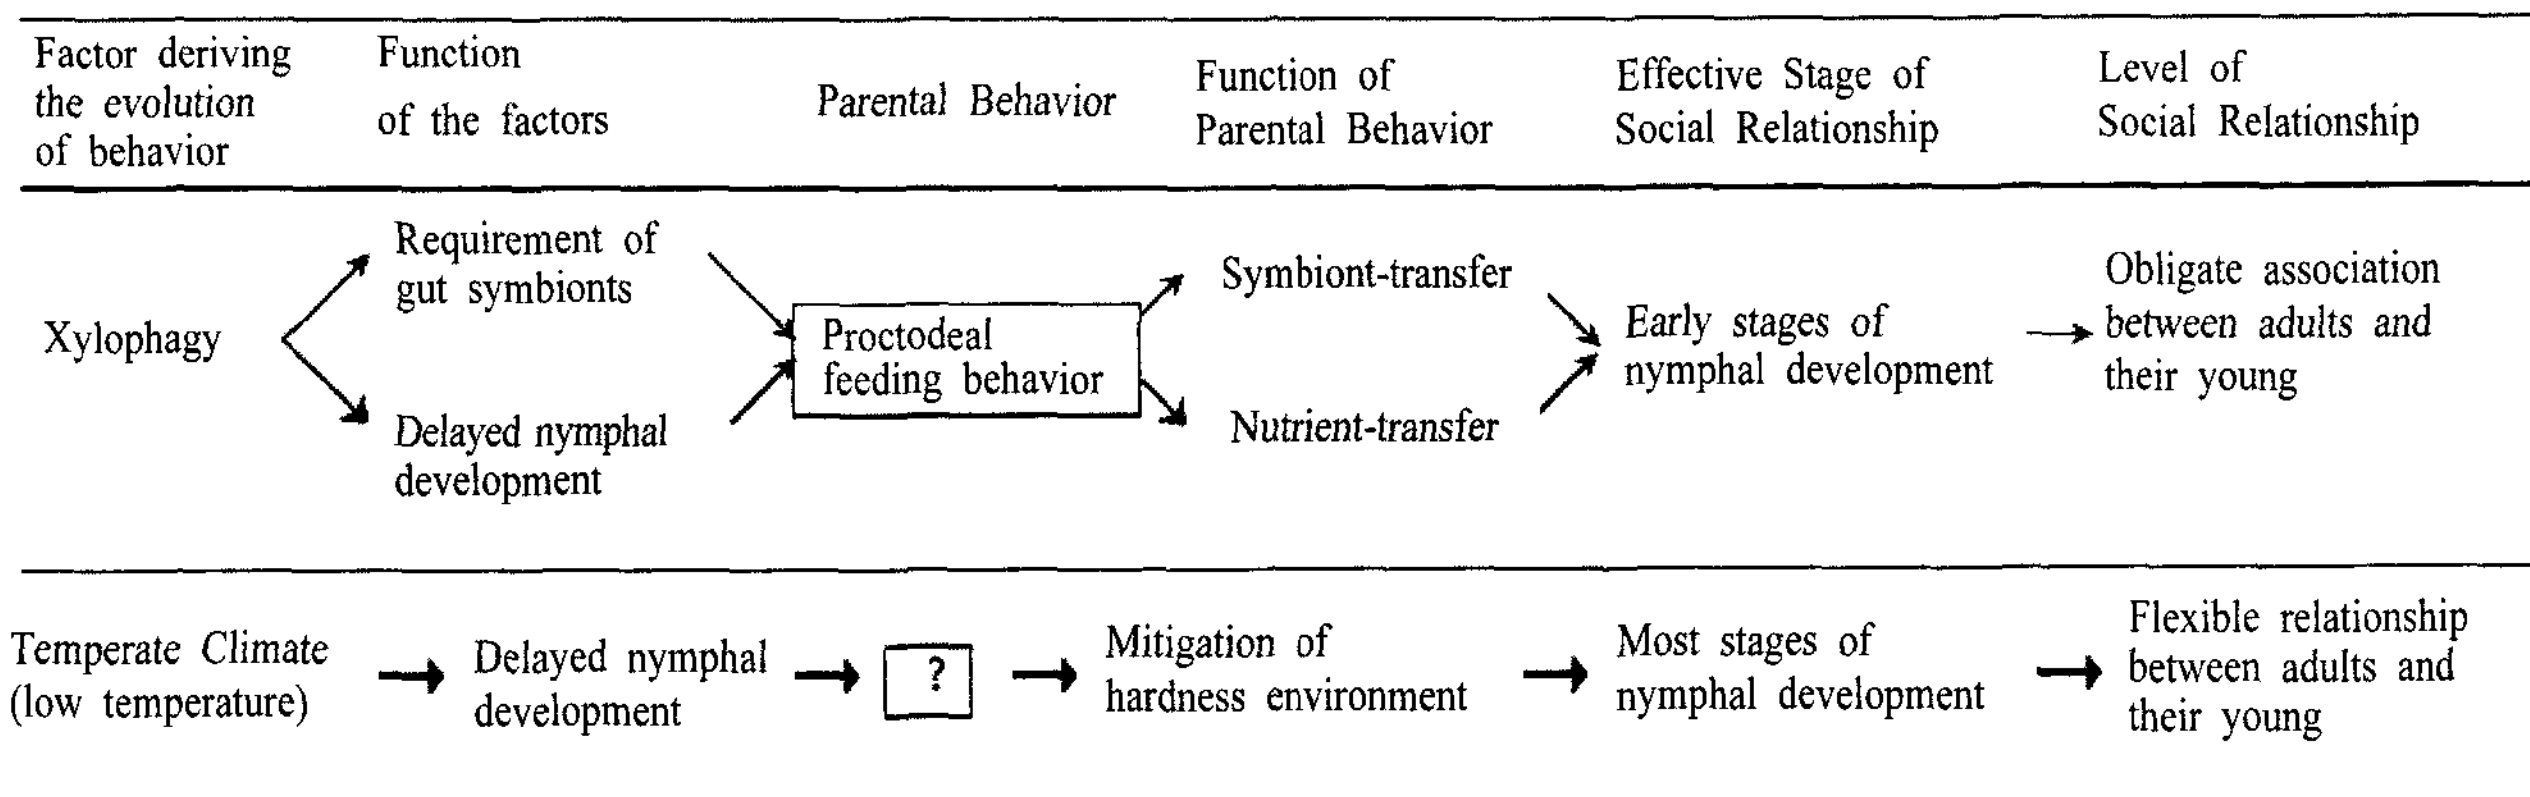 Factor deriving
the evolution
of behavior
Function
of the factors
Parental Behavior
Function of
Parental Behavior
Effective Stage of
Social Relationship
Level of
Social Relationship
Xylophagy
Requirement of
gut symbionts
Delayed nymphal
development
Proctodeal
feeding behavior
Symbiont-transfer
Nutrient-transfer
Early stages of
nymphal development
Obligate association
between adults and
their young
Temperate Climate
(low temperature)
Delayed nymphal
development
?
Mitigation of
hardness environment
Most stages of
nymphal development
Flexible relationship
between adults and
their young